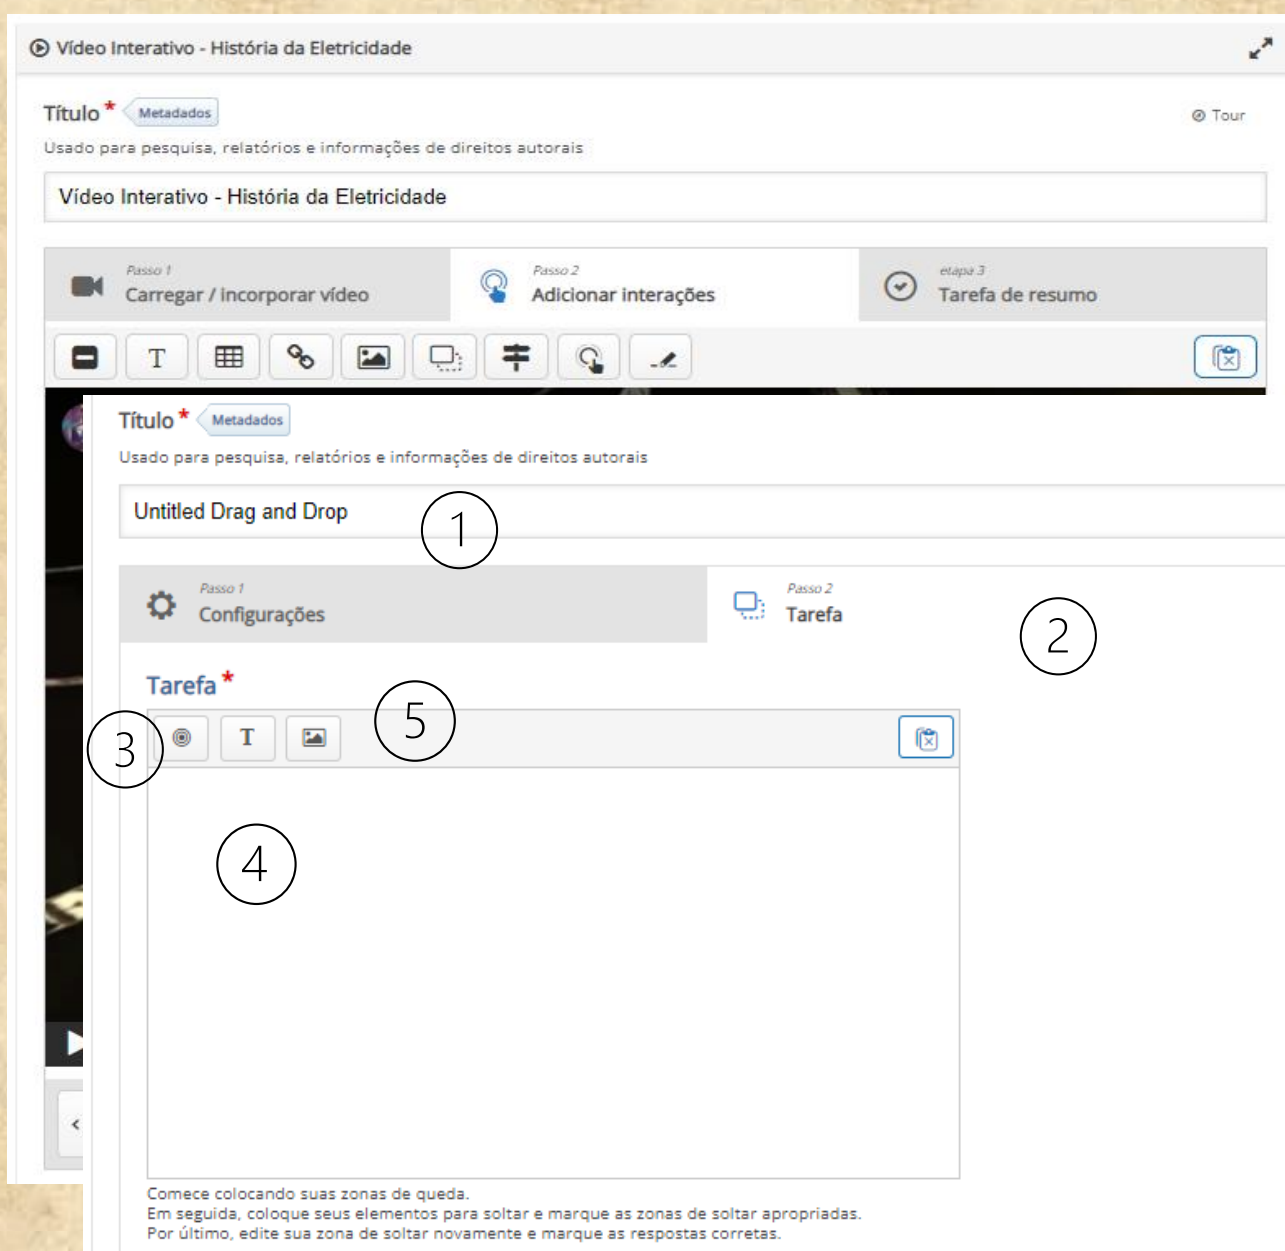 Vídeo Interativo - História da Eletricidade
Título * Metadados
Tour
Usado para pesquisa, relatórios e informações de direitos autorais
Vídeo Interativo - História da Eletricidade
Passo 1
Carregar / incorporar vídeo
Passo 2
Adicionar interações
etapa 3
Tarefa de resumo
T
Título * Metadados
Usado para pesquisa, relatórios e informações de direitos autorais
Untitled Drag and Drop
1
Passo 1
Configurações
Passo 2
Tarefa
2
Tarefa *
5
3
T
4
Comece colocando suas zonas de queda.
Em seguida, coloque seus elementos para soltar e marque as zonas de soltar apropriadas.
Por último, edite sua zona de soltar novamente e marque as respostas corretas.